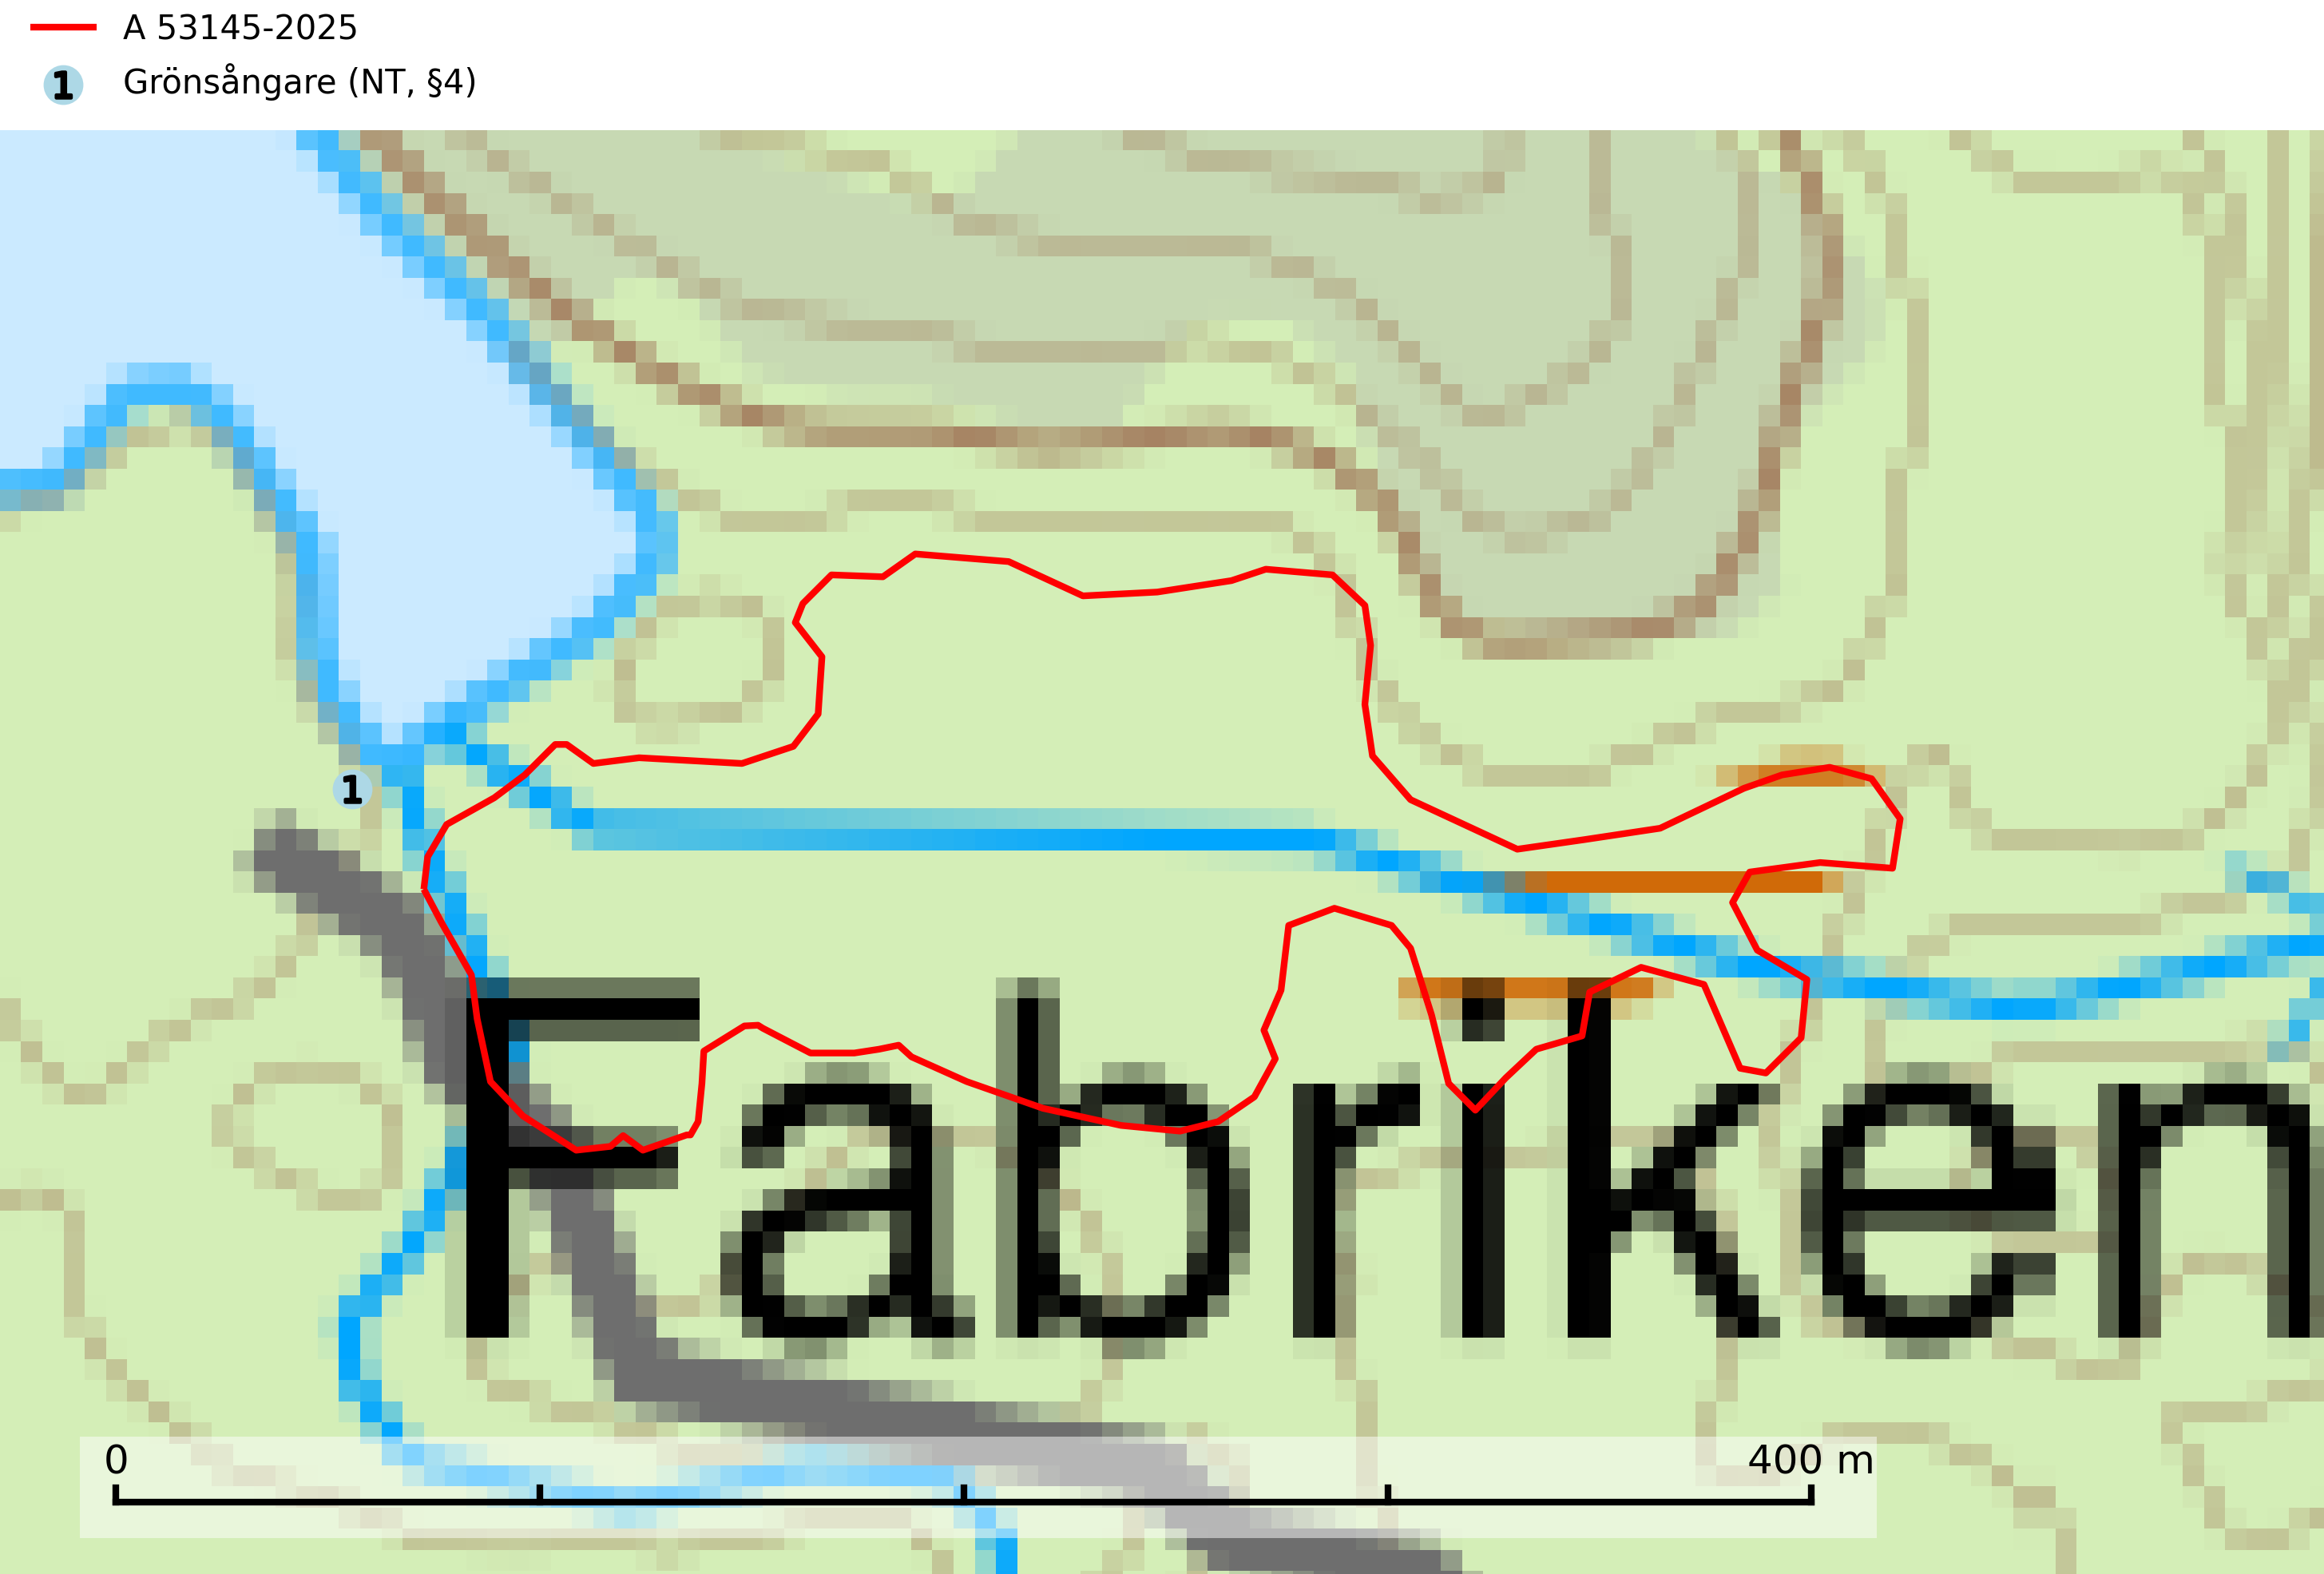 A 53145-2025
1 Grönsångare (NT, §4)
1
Fabriken
0 400 m